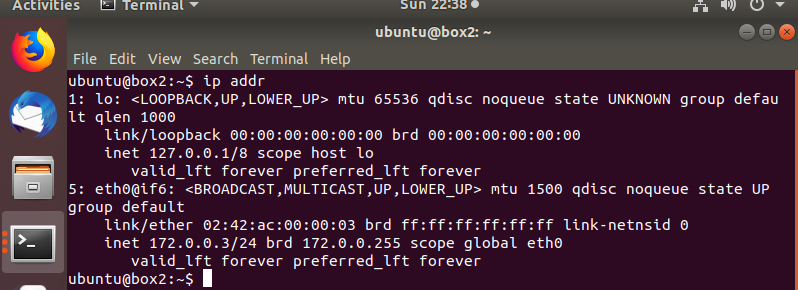 Activities Terminal Sun 22:38
ubuntu@box2: ~
File Edit View Search Terminal Help
ubuntu@box2:~$ ip addr
1: lo: <LOOPBACK,UP,LOWER_UP> mtu 65536 qdisc noqueue state UNKNOWN group defau
lt qlen 1000
    link/loopback 00:00:00:00:00:00 brd 00:00:00:00:00:00
    inet 127.0.0.1/8 scope host lo
       valid_lft forever preferred_lft forever
5: eth0@if6: <BROADCAST,MULTICAST,UP,LOWER_UP> mtu 1500 qdisc noqueue state UP
group default
    link/ether 02:42:ac:00:00:03 brd ff:ff:ff:ff:ff:ff link-netnsid 0
    inet 172.0.0.3/24 brd 172.0.0.255 scope global eth0
       valid_lft forever preferred_lft forever
ubuntu@box2:~$